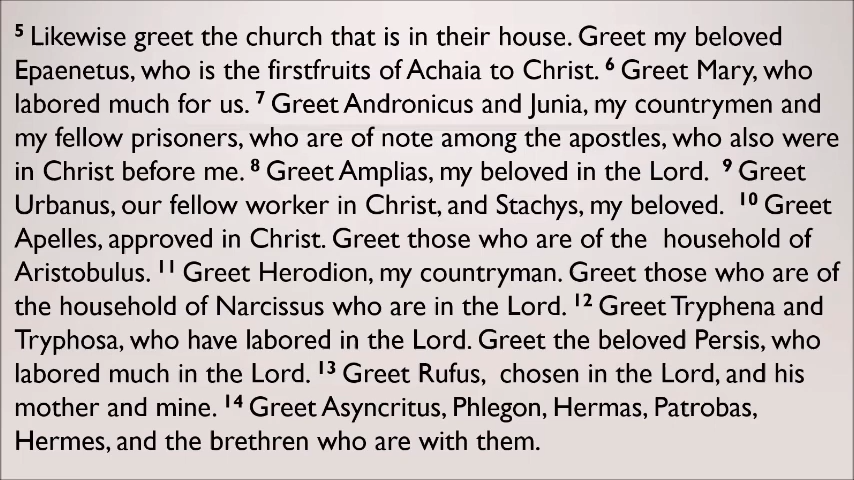 5 Likewise greet the church that is in their house. Greet my beloved
Epaenetus, who is the firstfruits of Achaia to Christ. 6 Greet Mary, who
labored much for us. 7 Greet Andronicus and Junia, my countrymen and
my fellow prisoners, who are of note among the apostles, who also were
in Christ before me. 8 Greet Amplias, my beloved in the Lord. 9 Greet
Urbanus, our fellow worker in Christ, and Stachys, my beloved. 10 Greet
Apelles, approved in Christ. Greet those who are of the household of
Aristobulus. 11 Greet Herodion, my countryman. Greet those who are of
the household of Narcissus who are in the Lord. 12 Greet Tryphena and
Tryphosa, who have labored in the Lord. Greet the beloved Persis, who
labored much in the Lord. 13 Greet Rufus, chosen in the Lord, and his
mother and mine. 14 Greet Asyncritus, Phlegon, Hermas, Patrobas,
Hermes, and the brethren who are with them.